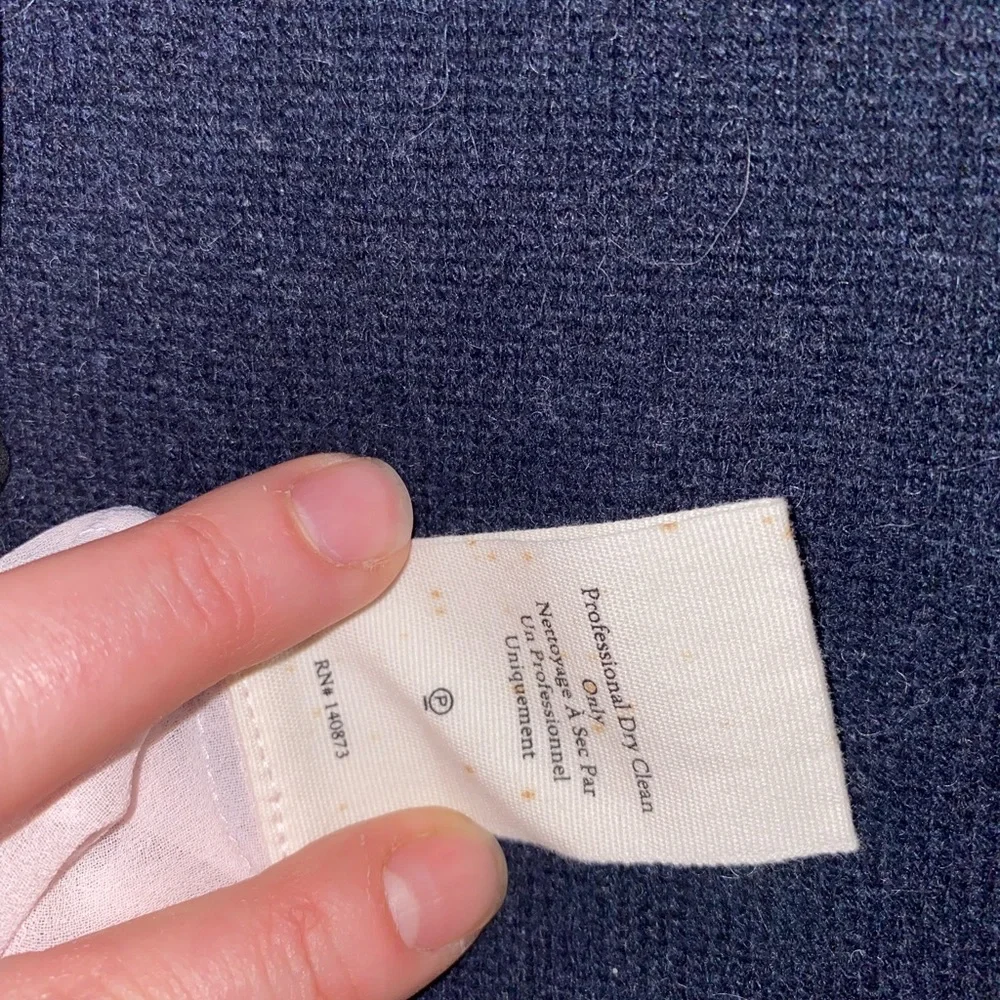 Professional Dry Clean
Only
Nettoyage À Sec Par
Un Professionnel
Uniquement
P
RN# 140873